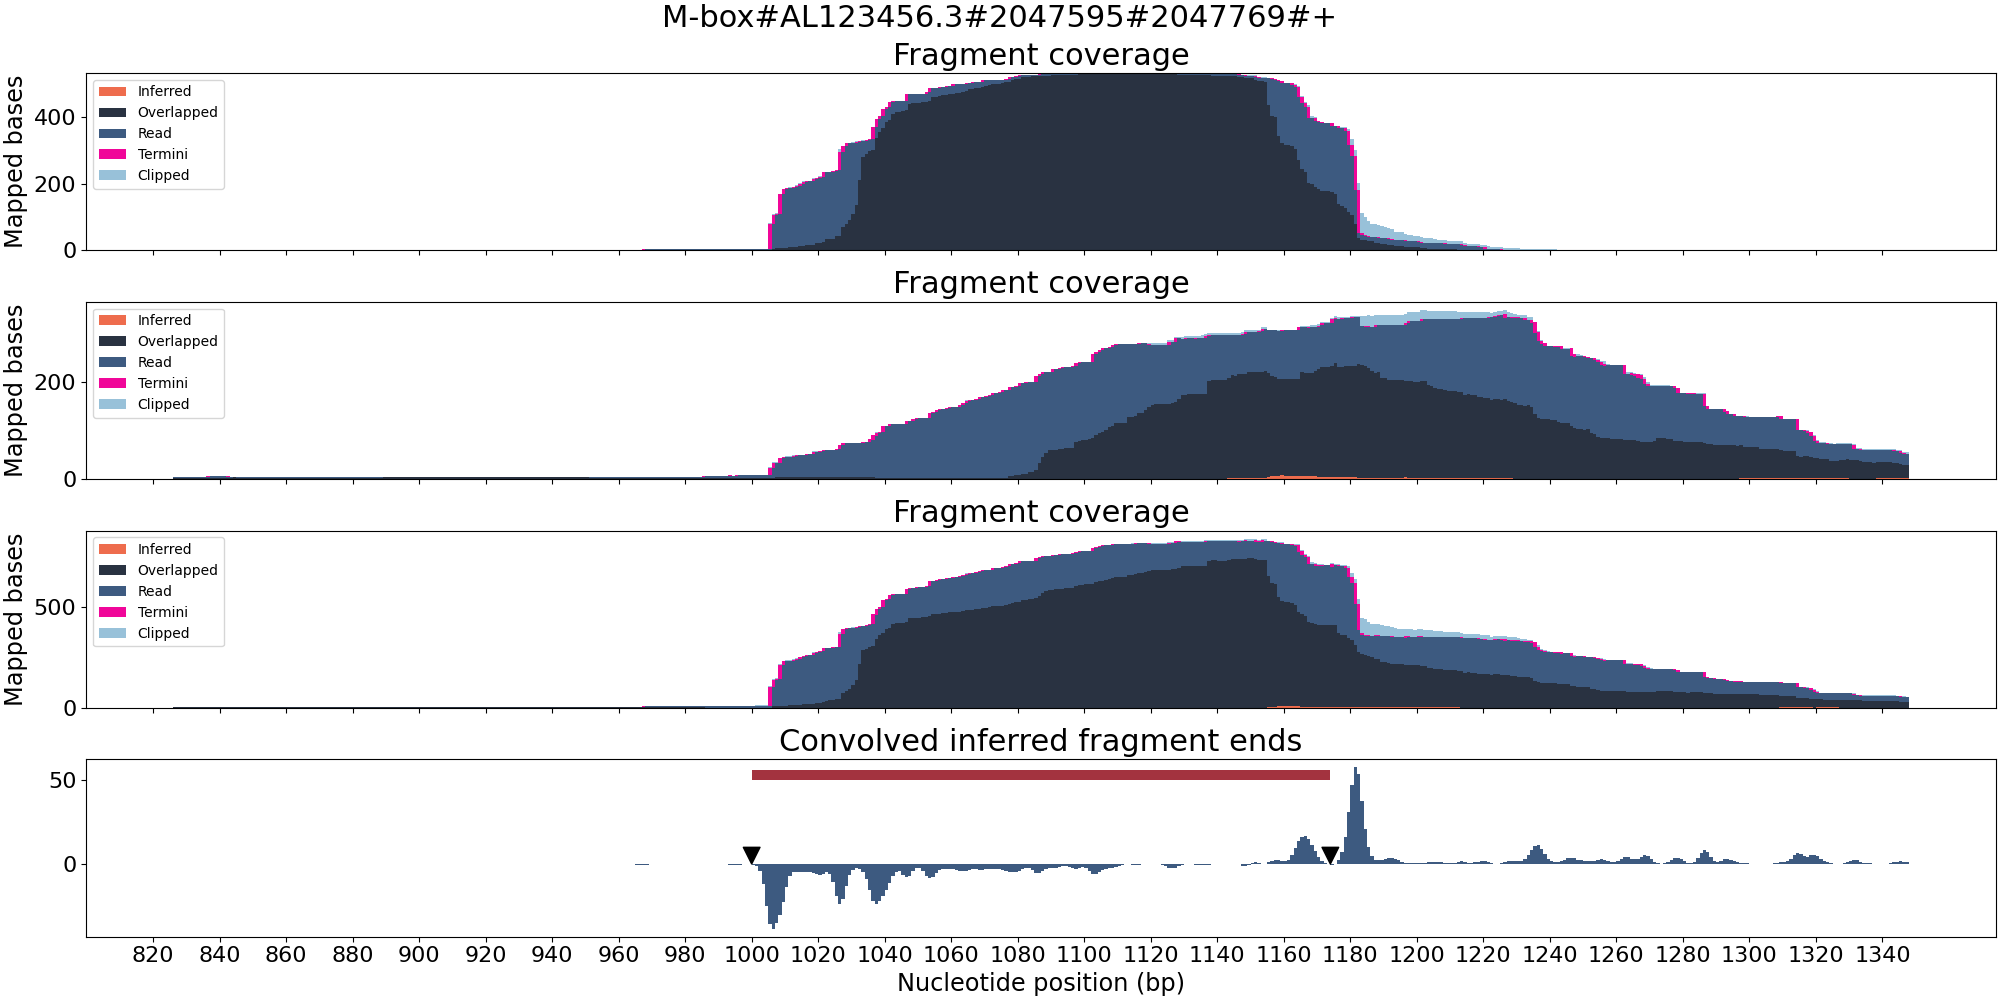 M-box#AL123456.3#2047595#2047769#+
Fragment coverage
Mapped bases
400
200
0
Inferred
Overlapped
Read
Termini
Clipped
Fragment coverage
Mapped bases
200
0
Inferred
Overlapped
Read
Termini
Clipped
Fragment coverage
Mapped bases
500
0
Inferred
Overlapped
Read
Termini
Clipped
Convolved inferred fragment ends
50
0
820 840 860 880 900 920 940 960 980 1000 1020 1040 1060 1080 1100 1120 1140 1160 1180 1200 1220 1240 1260 1280 1300 1320 1340
Nucleotide position (bp)